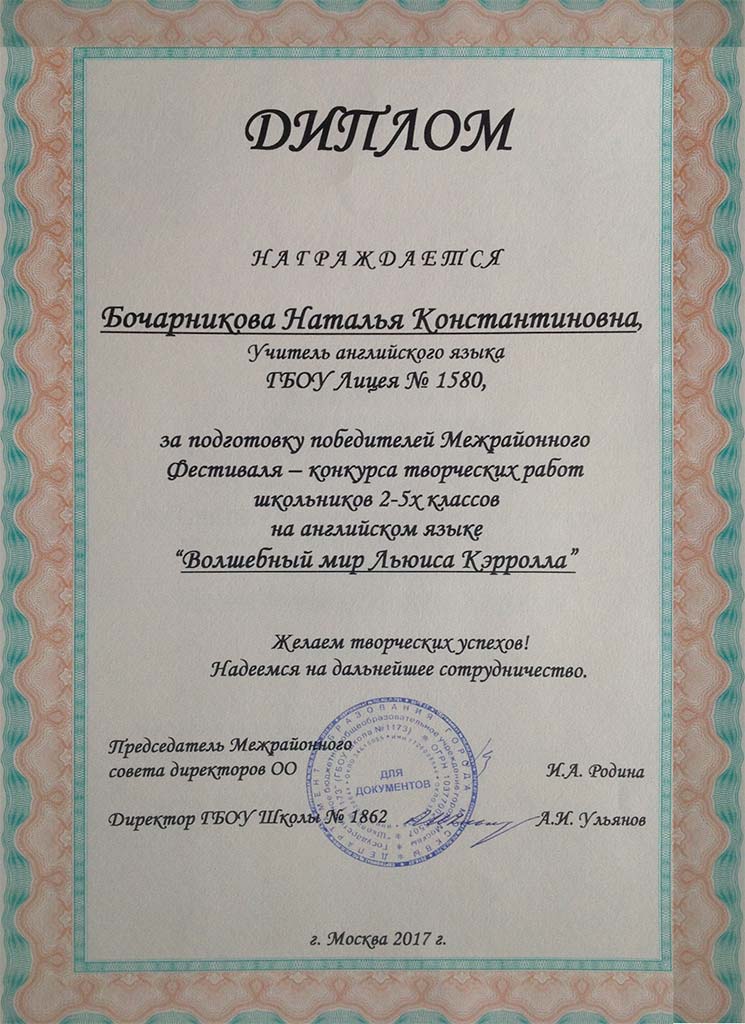 ДИПЛОМ
НАГРАЖДАЕТСЯ
Бочарникова Наталья Константиновна,
Учитель английского языка
ГБОУ Лицея № 1580,
за подготовку победителей Межрайонного
Фестиваля – конкурса творческих работ
школьников 2-5х классов
на английском языке
“Волшебный мир Льюиса Кэрролла”
Желаем творческих успехов!
Надеемся на дальнейшее сотрудничество.
Председатель Межрайонного
совета директоров ОО И.А. Родина
ДЛЯ
ДОКУМЕНТОВ
Директор ГБОУ Школы № 1862 А.И. Ульянов
г. Москва 2017 г.